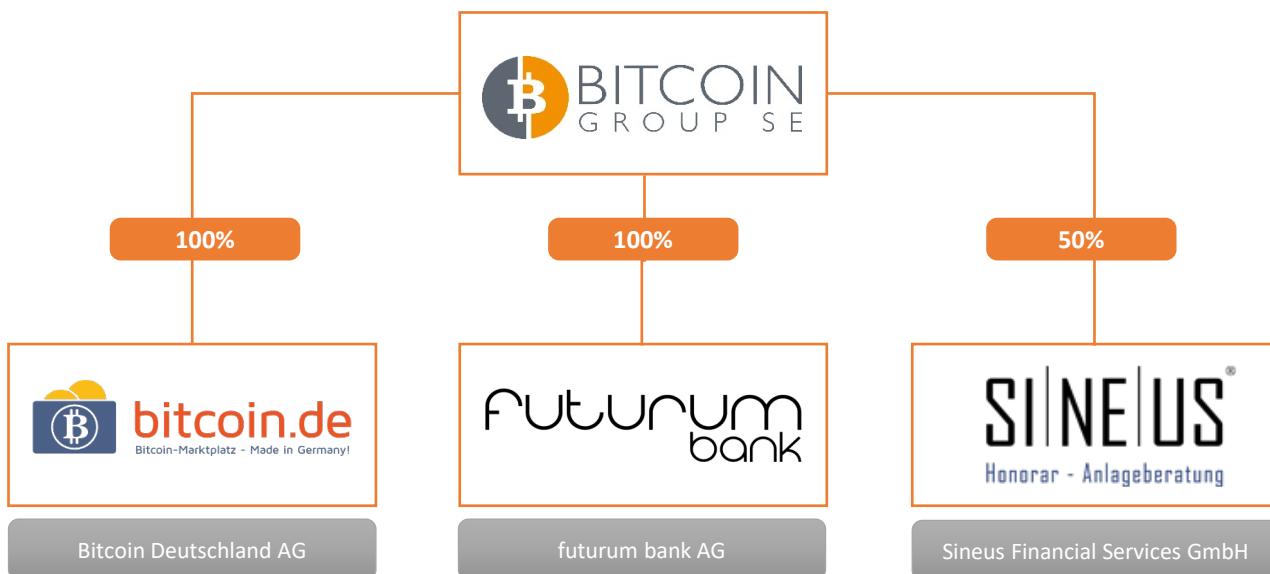 BITCOIN
GROUP SE
100%
100%
50%
bitcoin.de
Bitcoin-Marktplatz - Made in Germany!
futurum
bank
SI|NE|US®
Honorar - Anlageberatung
Bitcoin Deutschland AG
futurum bank AG
Sineus Financial Services GmbH